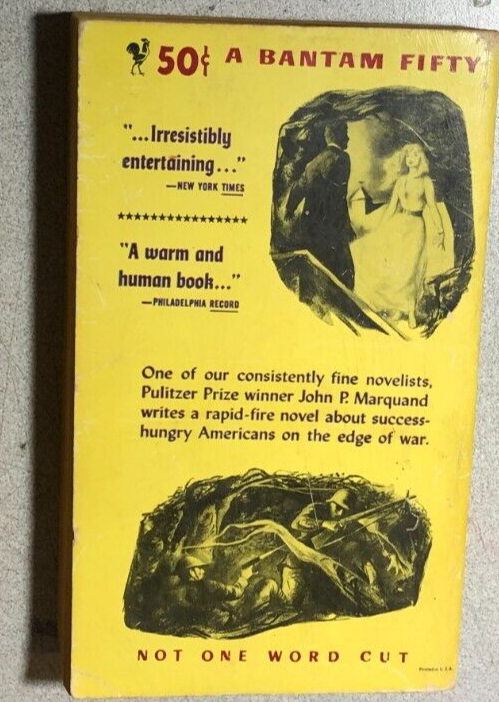 50¢ A BANTAM FIFTY
"...Irresistibly
entertaining..."
—NEW YORK TIMES
★★★★★★★★★★★★★★★★
"A warm and
human book..."
—PHILADELPHIA RECORD
One of our consistently fine novelists,
Pulitzer Prize winner John P. Marquand
writes a rapid-fire novel about success-
hungry Americans on the edge of war.
NOT ONE WORD CUT
Printed in U.S.A.